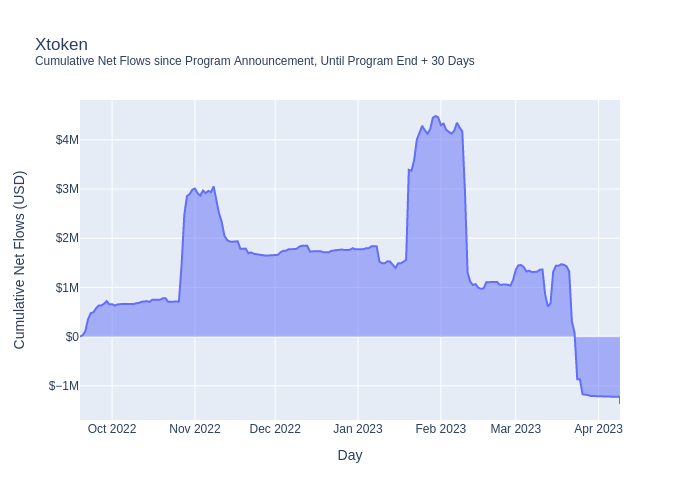 Xtoken
Cumulative Net Flows since Program Announcement, Until Program End + 30 Days
Cumulative Net Flows (USD)
$4M
$3M
$2M
$1M
$0
$−1M
Oct 2022
Nov 2022
Dec 2022
Jan 2023
Feb 2023
Mar 2023
Apr 2023
Day